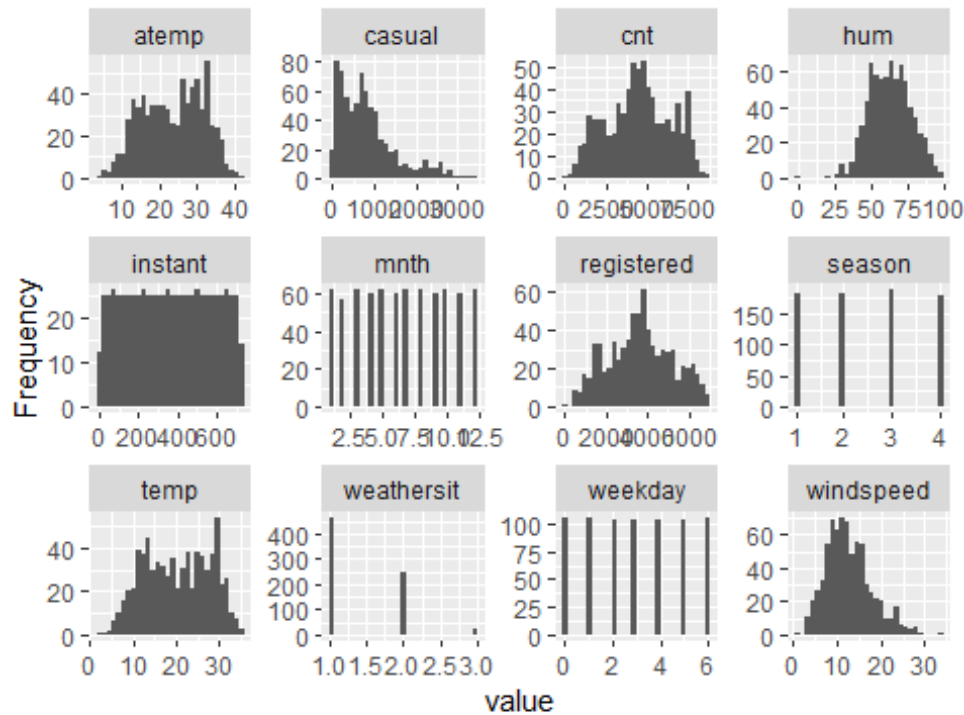 atemp casual cnt hum
40
20
0
10 20 30 40
80
60
40
20
0
0 1000 2000 3000
50
40
30
20
10
0
0 2500 5000 7500
60
40
20
0
0 25 50 75 100
instant mnth registered season
20
10
0
0 200 400 600
60
40
20
0
2.5 5.0 7.5 10.0 12.5
60
40
20
0
0 2000 4000 6000
150
100
50
0
1 2 3 4
Frequency
temp weathersit weekday windspeed
40
20
0
0 10 20 30
400
300
200
100
0
1.0 1.5 2.0 2.5 3.0
100
75
50
25
0
0 2 4 6
60
40
20
0
0 10 20 30
value